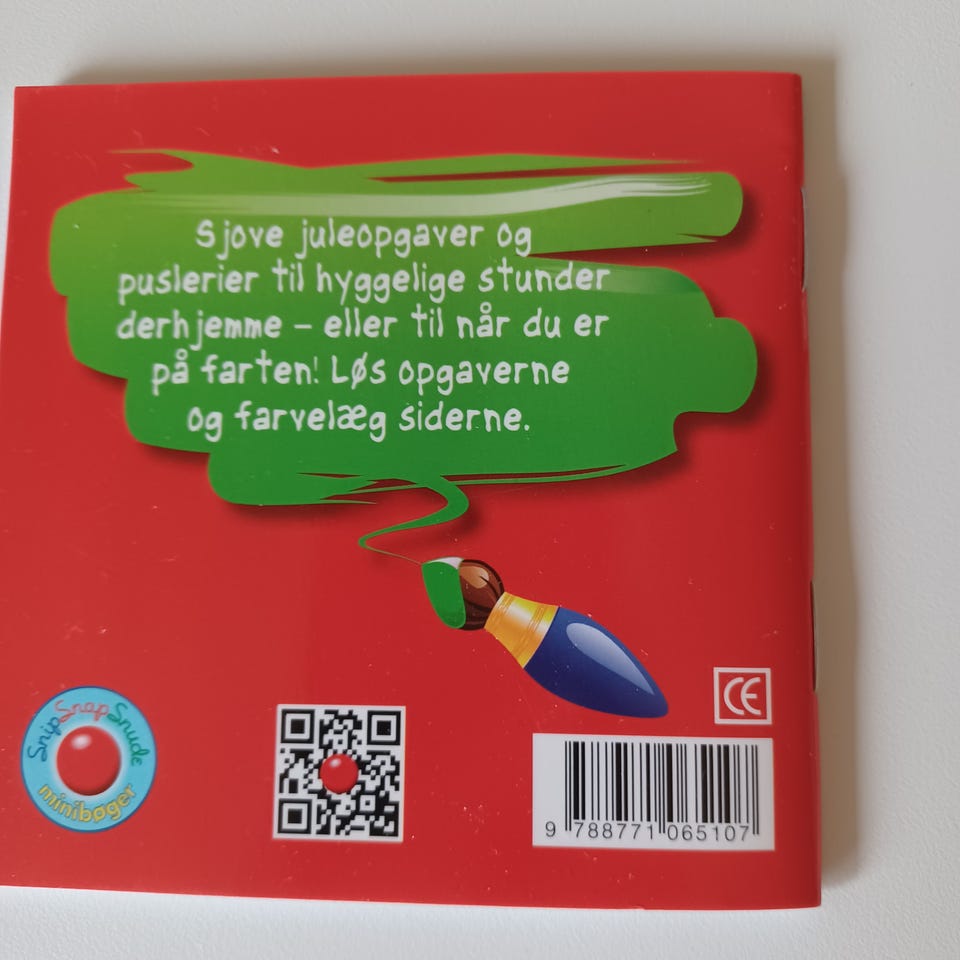 Sjove juleopgaver og
puslerier til hyggelige stunder
derhjemme – eller til når du er
på farten! Løs opgaverne
og farvelæg siderne.
SnipSnapSnude
minibøger
CE
9 788771 065107